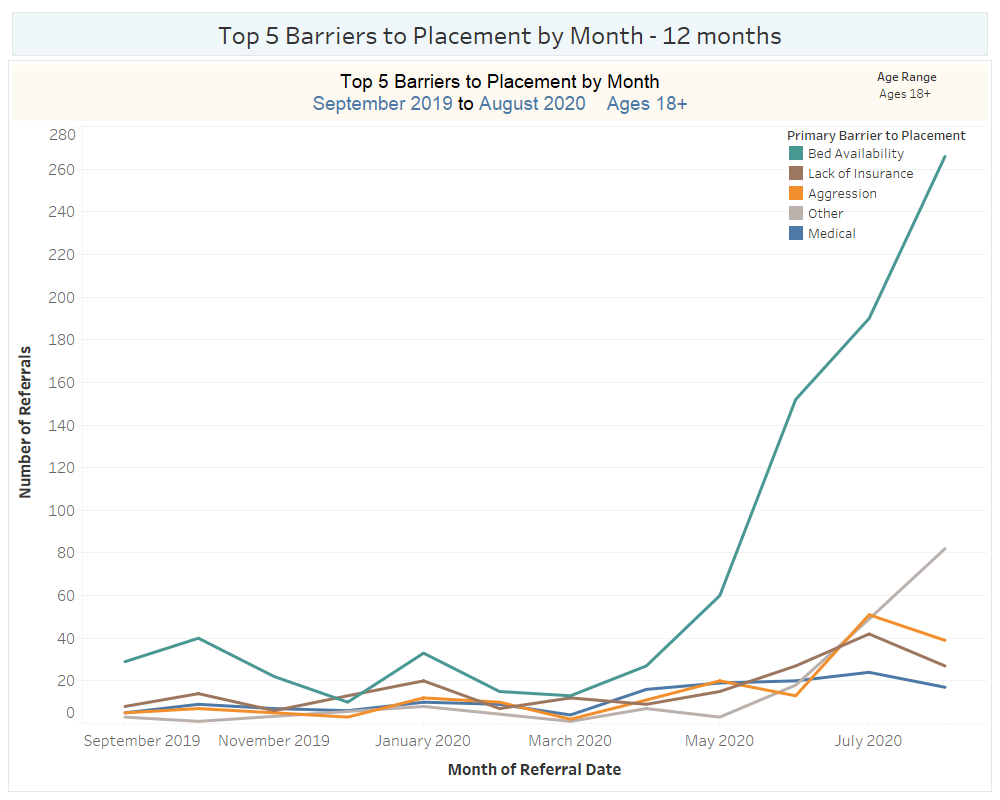 Top 5 Barriers to Placement by Month - 12 months
Top 5 Barriers to Placement by Month
September 2019 to August 2020 Ages 18+
Age Range
Ages 18+
Primary Barrier to Placement
Bed Availability
Lack of Insurance
Aggression
Other
Medical
Number of Referrals
280
260
240
220
200
180
160
140
120
100
80
60
40
20
0
September 2019 November 2019 January 2020 March 2020 May 2020 July 2020
Month of Referral Date